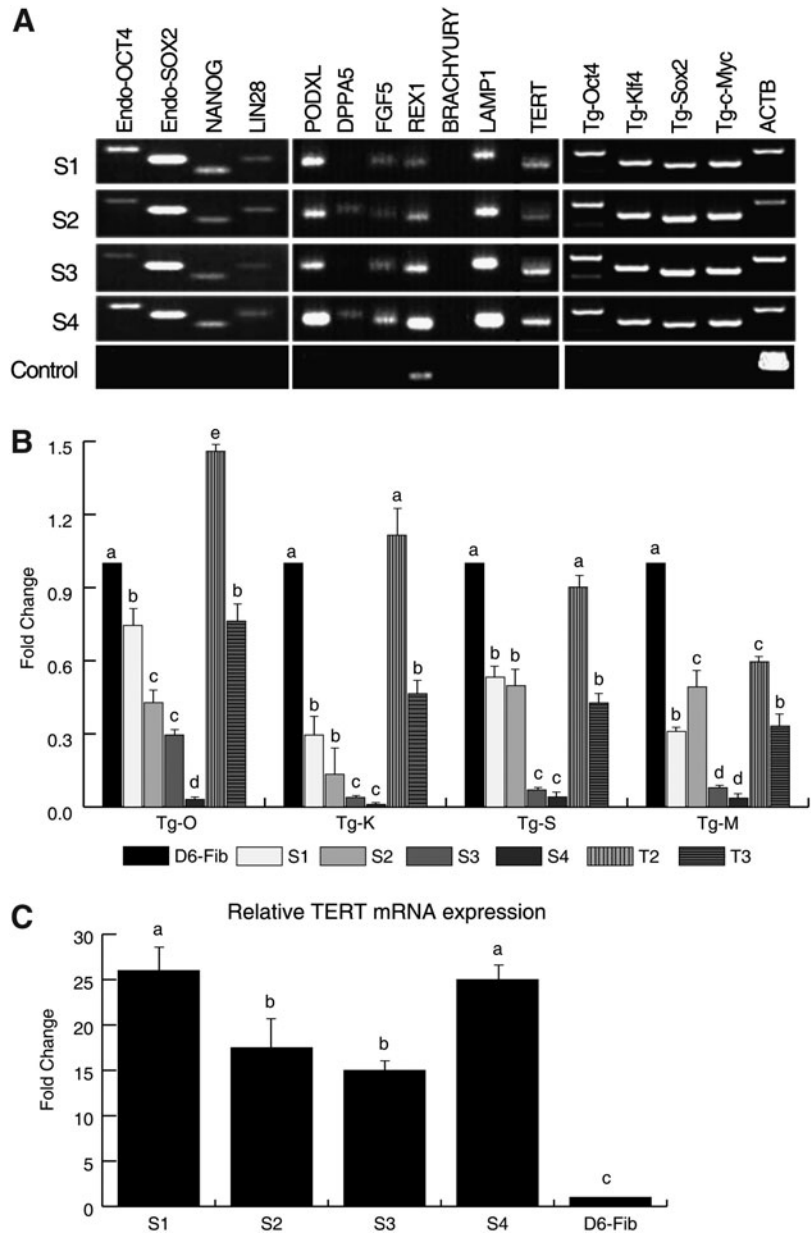 A
Endo-OCT4
Endo-SOX2
NANOG
LIN28
PODXL
DPPA5
FGF5
REX1
BRACHYURY
LAMP1
TERT
Tg-Oct4
Tg-Klf4
Tg-Sox2
Tg-c-Myc
ACTB
S1
S2
S3
S4
Control
B
Fold Change
1.5
1.2
0.9
0.6
0.3
0.0
a b c c d e b
a b b c c a b
a b b c c a b
a b c d d c b
Tg-O Tg-K Tg-S Tg-M
D6-Fib S1 S2 S3 S4 T2 T3
C
Relative TERT mRNA expression
Fold Change
30
25
20
15
10
5
0
a b b a c
S1 S2 S3 S4 D6-Fib